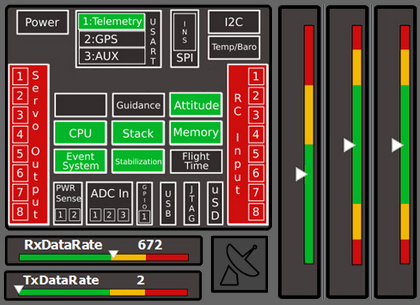 Power
1:Telemetry
2:GPS
3:AUX
USART
INS
SPI
I2C
Temp/Baro
1
2
3
4
5
6
7
8
Servo Output
Guidance
Attitude
CPU
Stack
Memory
Event System
Stabilization
Flight Time
RC Input
1
2
3
4
5
6
7
8
PWR Sense
1 2
ADC In
1 2 3
GPIO
1
USB
JTAG
uSD
RxDataRate 672
TxDataRate 2